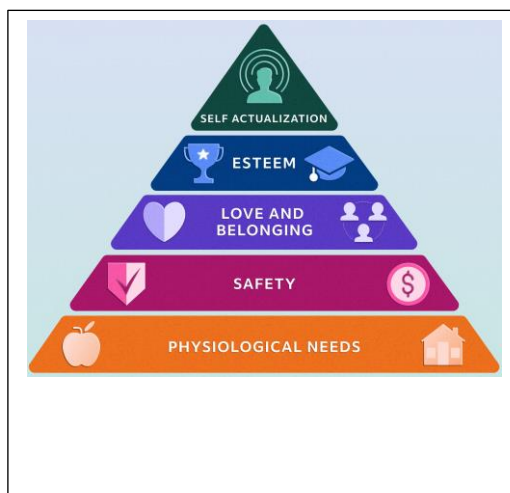 SELF ACTUALIZATION
ESTEEM
LOVE AND
BELONGING
SAFETY
$
PHYSIOLOGICAL NEEDS